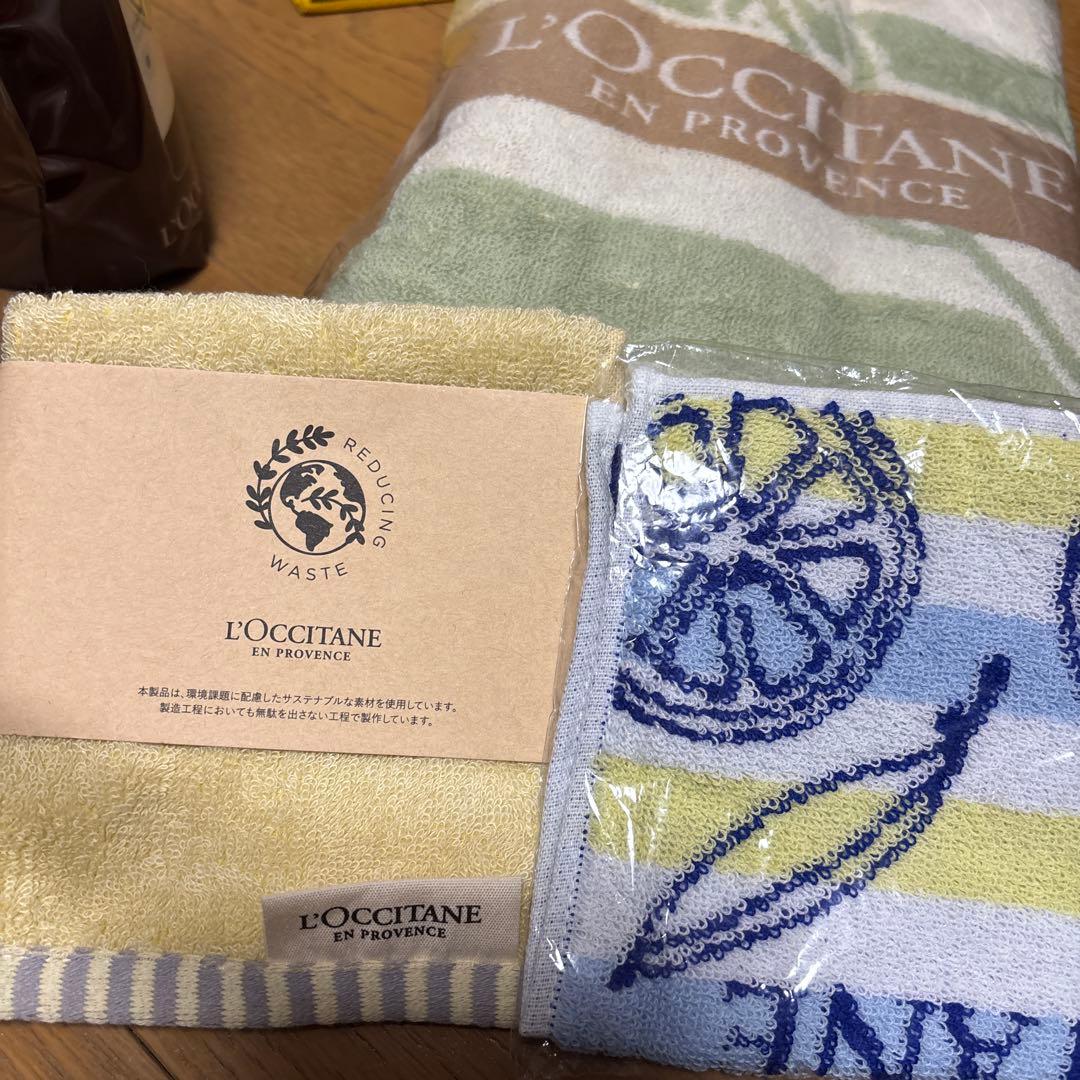 L'OCCITANE
EN PROVENCE
L'OC
REDUCING
WASTE
L'OCCITANE
EN PROVENCE
本製品は、環境課題に配慮したサステナブルな素材を使用しています。
製造工程においても無駄を出さない工程で製作しています。
L'OCCITANE
EN PROVENCE
ANE